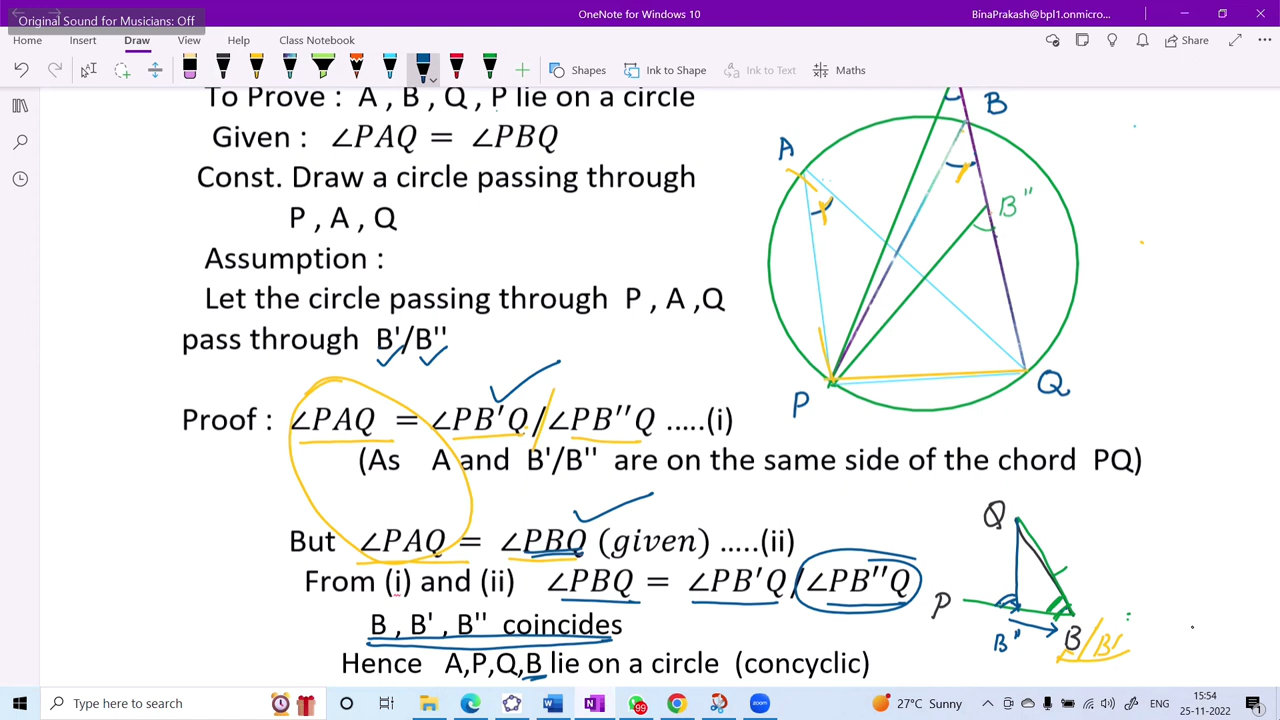 Original Sound for Musicians: Off
OneNote for Windows 10
BinaPrakash@bpl1.onmicro...
Home Insert Draw View Help Class Notebook
Share
Shapes Ink to Shape Ink to Text Maths
To Prove : A , B , Q , P lie on a circle
Given : ∠PAQ = ∠PBQ
Const. Draw a circle passing through
P , A , Q
Assumption :
Let the circle passing through P , A ,Q
pass through B'/B''
Proof : ∠PAQ = ∠PB′Q/∠PB′′Q .....(i)
(As A and B'/B'' are on the same side of the chord PQ)
But ∠PAQ = ∠PBQ (given) .....(ii)
From (i) and (ii) ∠PBQ = ∠PB′Q/∠PB′′Q
B , B' , B'' coincides
Hence A,P,Q,B lie on a circle (concyclic)
B
A
B"
Q
P
Q
P
B"
B/B'
Type here to search
99
27°C Sunny
ENG
15:54
25-11-2022
1